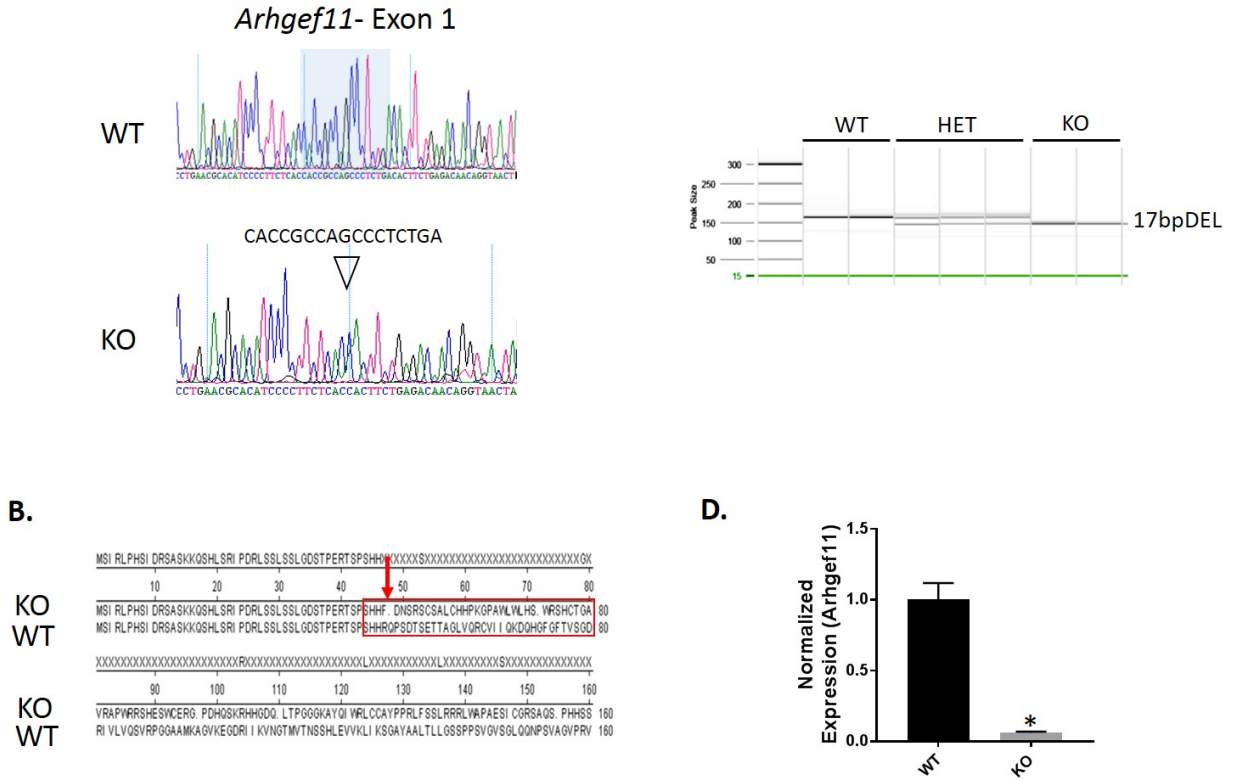 Arhgef11- Exon 1
WT
CCTGAACGCACATCCCCTTCTCACCACCGCCAGCCCTCTGACACTTCTGAGACAACAGGTAACT
CACCGCCAGCCCTCTGA
KO
CCTGAACGCACATCCCCTTCTCACCACTTCTGAGACAACAGGTAACTA
WT HET KO
Peak Size
300
250
200
150
100
50
15
17bpDEL
B.
MSIRLPHSIDRSASKKQSHLSRIPDRLSSLSSLGDSTPERTSPSHHXXXXXXSXXXXXXXXXXXXXXXXXXXXXXXXXGX
10 20 30 40 50 60 70 80
KO MSIRLPHSIDRSASKKQSHLSRIPDRLSSLSSLGDSTPERTSPSHHF.DNSRSCSALCHHPKGPAWLWLHS.WRSHCTGA 80
WT MSIRLPHSIDRSASKKQSHLSRIPDRLSSLSSLGDSTPERTSPSHHRQPSDTSETTAGLVQRCVIIQKDQHGFGFTVSGD 80
XXXXXXXXXXXXXXXXXXXXXXXRXXXXXXXXXXXXXXXXXXXLXXXXXXXXXXXLXXXXXXXXXSXXXXXXXXXXXXXX
90 100 110 120 130 140 150 160
KO VRAPWRRSHESWCERG.PDHQSKRHHGDQ.LTPGGGKAYQIWRLCCAYPPRLFSSLRRRLWAPAESICGRSAQS.PHHSS 160
WT RIVLVQSVRPGGAAMKAGVKEGDRIIKVNGTMVTNSSHLEVVKLIKSGAYAALTLLGSSPPSVGVSGLQQNPSVAGVPRV 160
D.
Normalized
Expression (Arhgef11)
1.5
1.0
0.5
0.0
*
WT KO